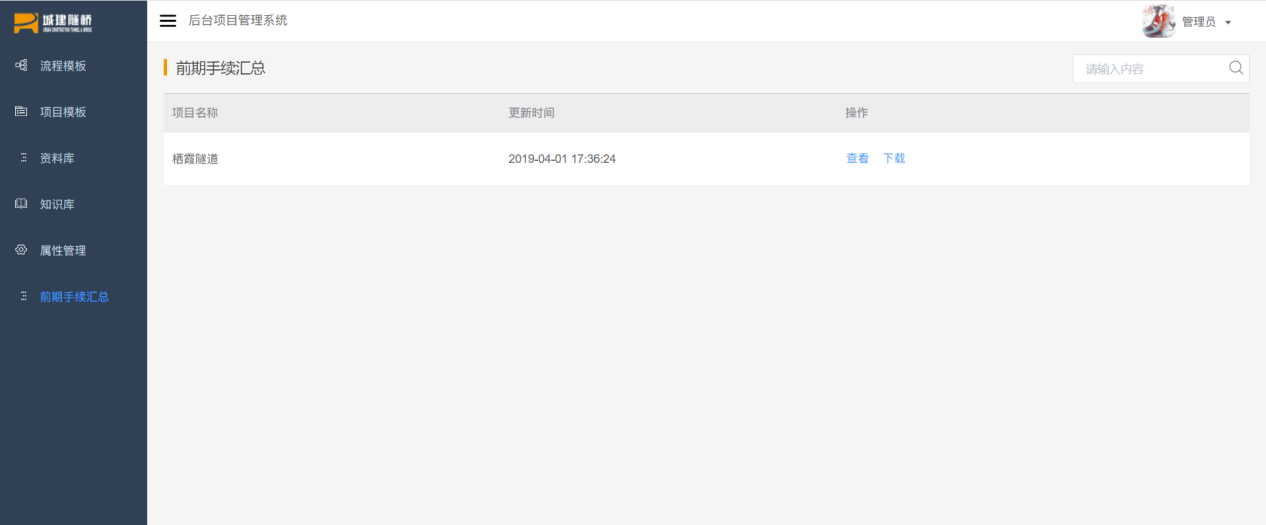 城建隧桥
后台项目管理系统
管理员
流程模板
项目模板
资料库
知识库
属性管理
前期手续汇总
前期手续汇总
请输入内容
项目名称 更新时间 操作
栖霞隧道 2019-04-01 17:36:24 查看 下载